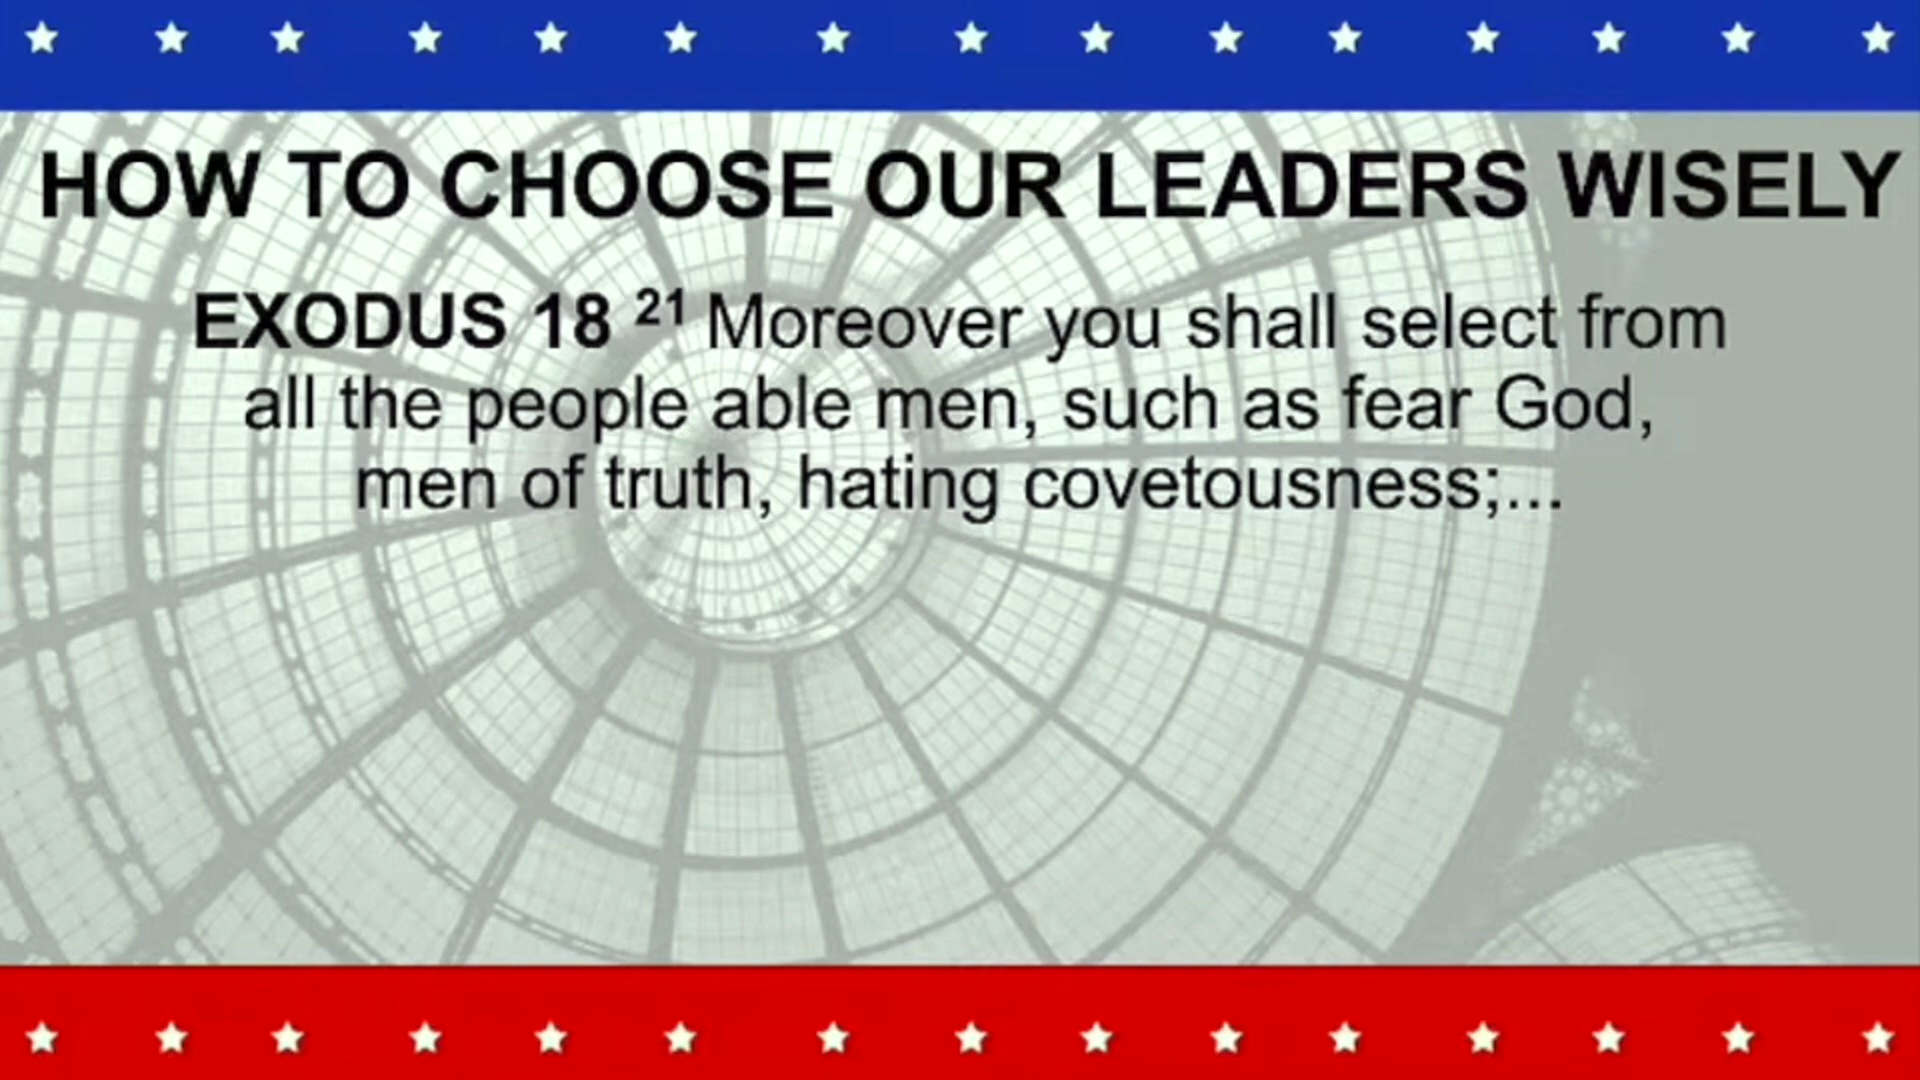 HOW TO CHOOSE OUR LEADERS WISELY
EXODUS 18 21 Moreover you shall select from
all the people able men, such as fear God,
men of truth, hating covetousness;...